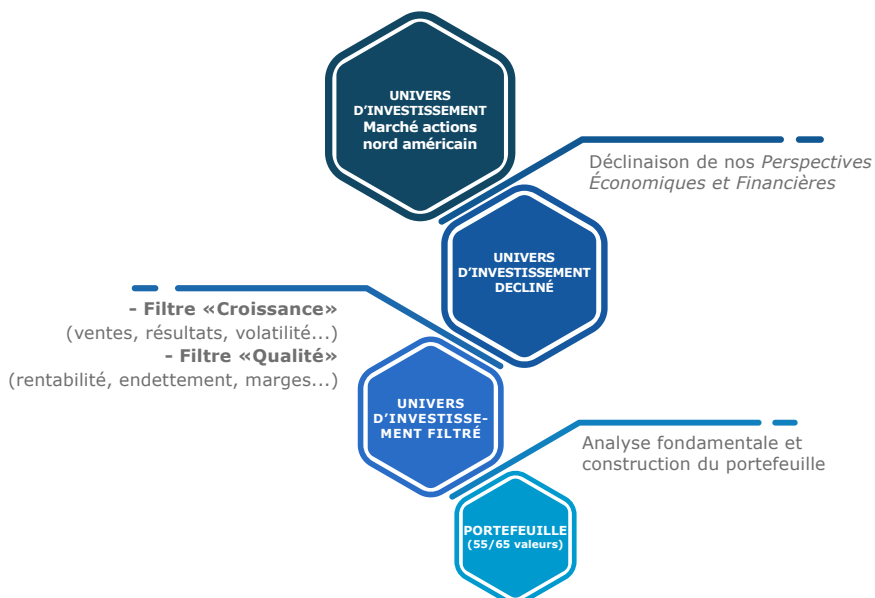 UNIVERS
D'INVESTISSEMENT
Marché actions
nord américain
Déclinaison de nos Perspectives
Économiques et Financières
UNIVERS
D'INVESTISSEMENT
DECLINÉ
- Filtre «Croissance»
(ventes, résultats, volatilité...)
- Filtre «Qualité»
(rentabilité, endettement, marges...)
UNIVERS
D'INVESTISSE-
MENT FILTRÉ
Analyse fondamentale et
construction du portefeuille
PORTEFEUILLE
(55/65 valeurs)